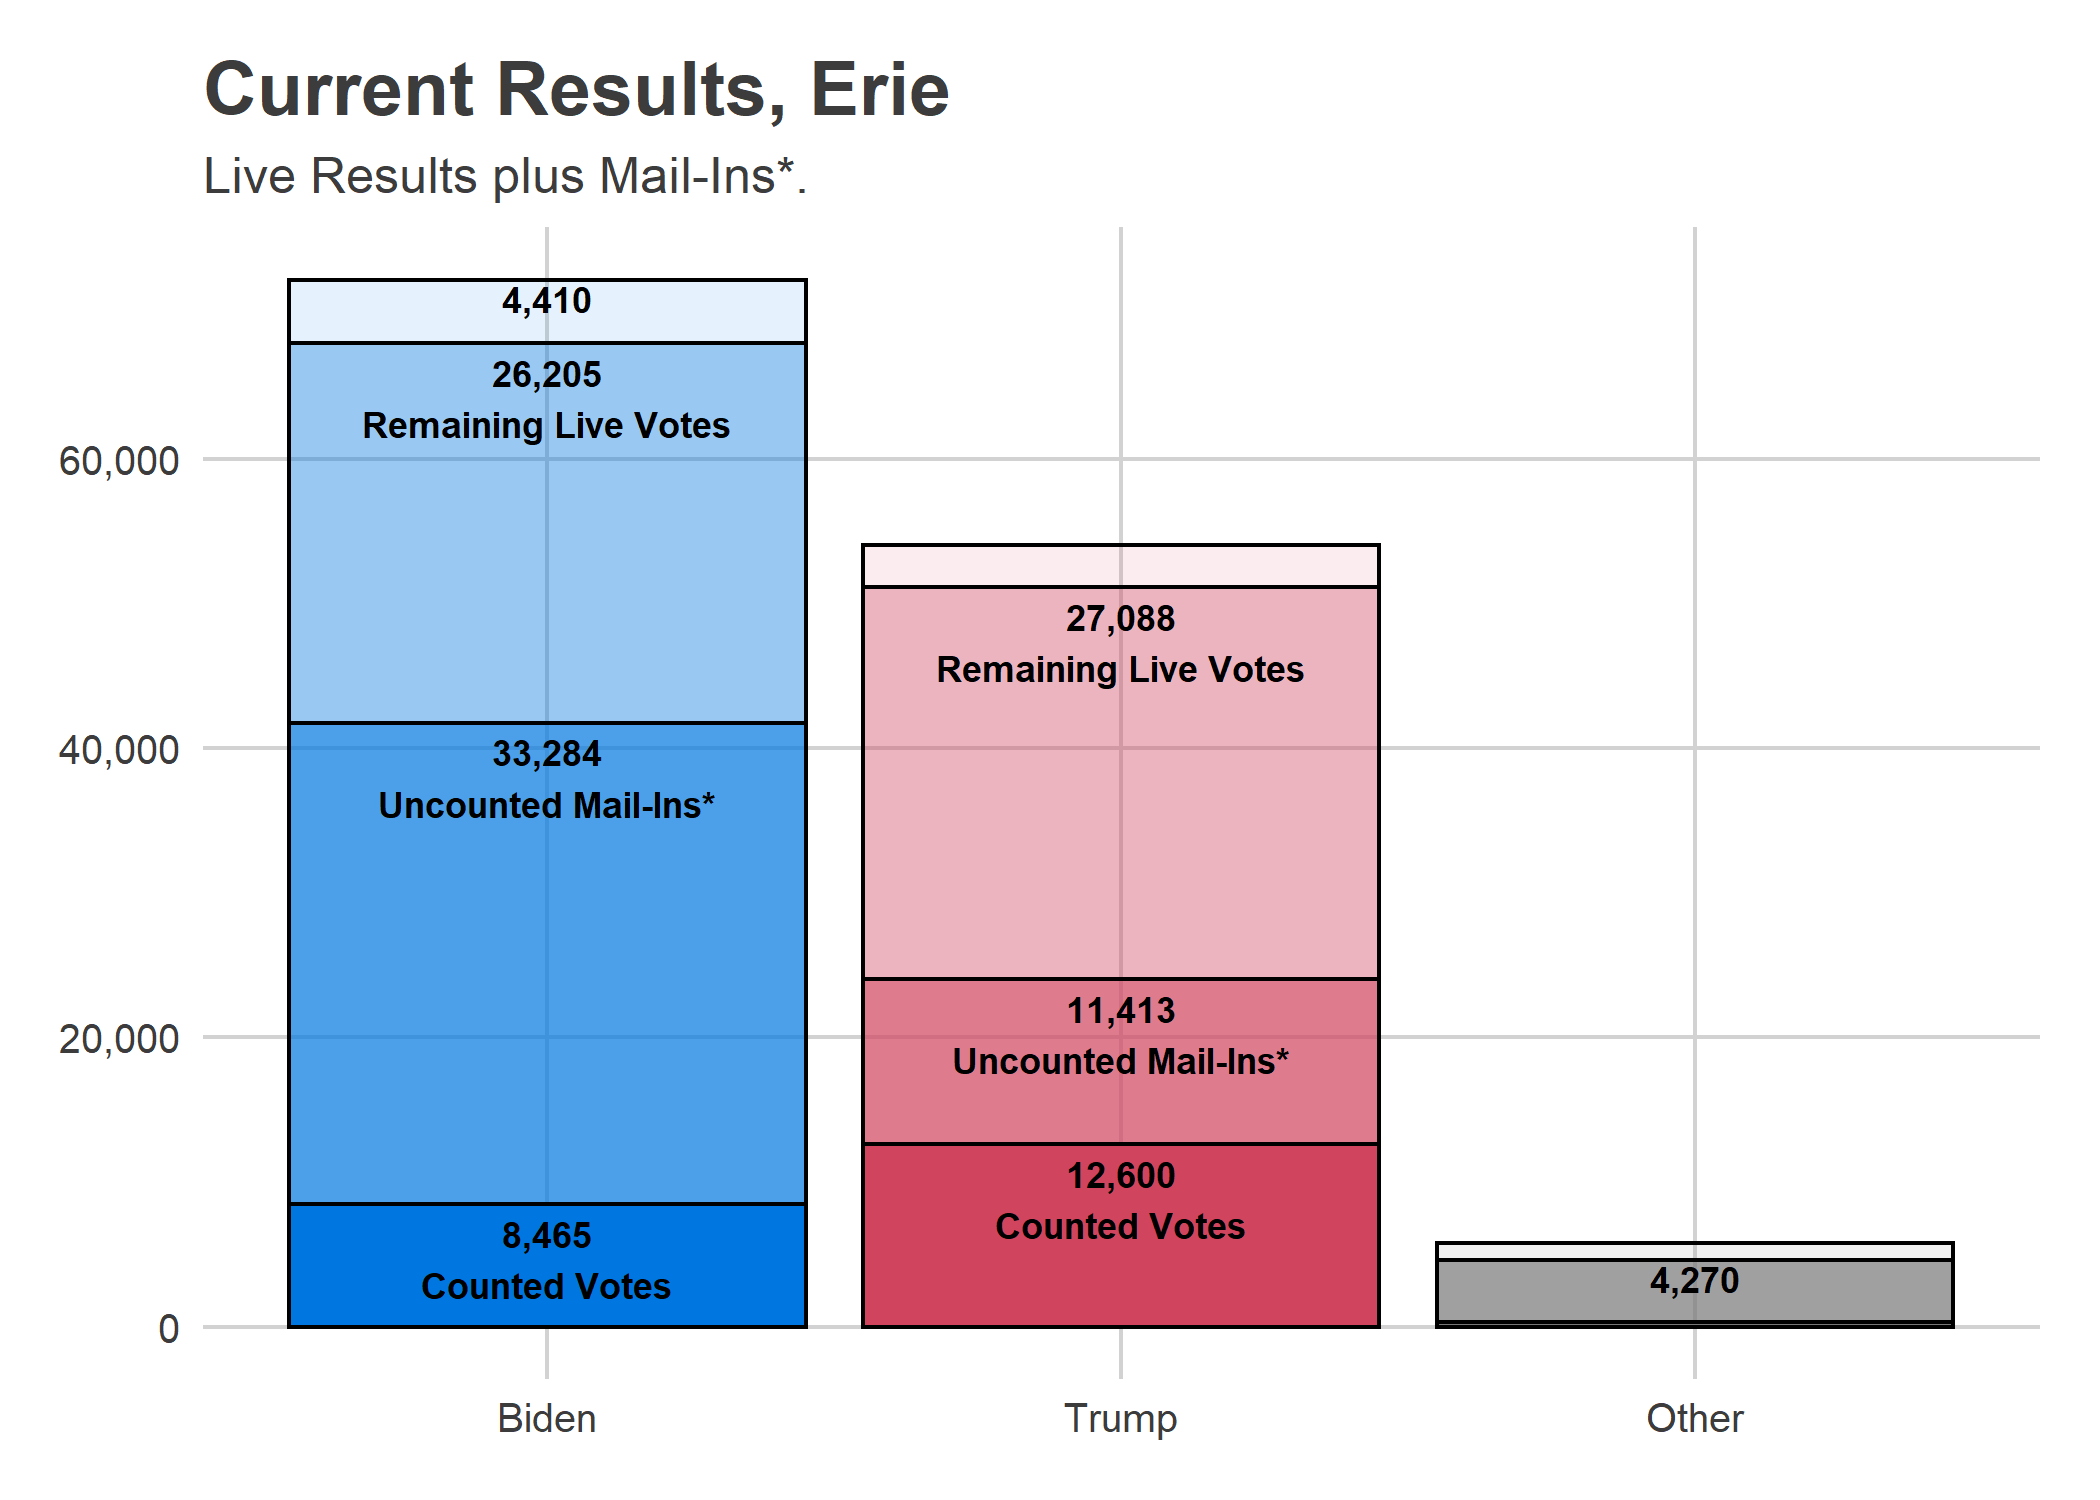 Current Results, Erie
Live Results plus Mail-Ins*.
4,410
26,205
Remaining Live Votes
60,000
27,088
Remaining Live Votes
40,000
33,284
Uncounted Mail-Ins*
11,413
Uncounted Mail-Ins*
20,000
12,600
Counted Votes
8,465
Counted Votes
4,270
0
Biden
Trump
Other